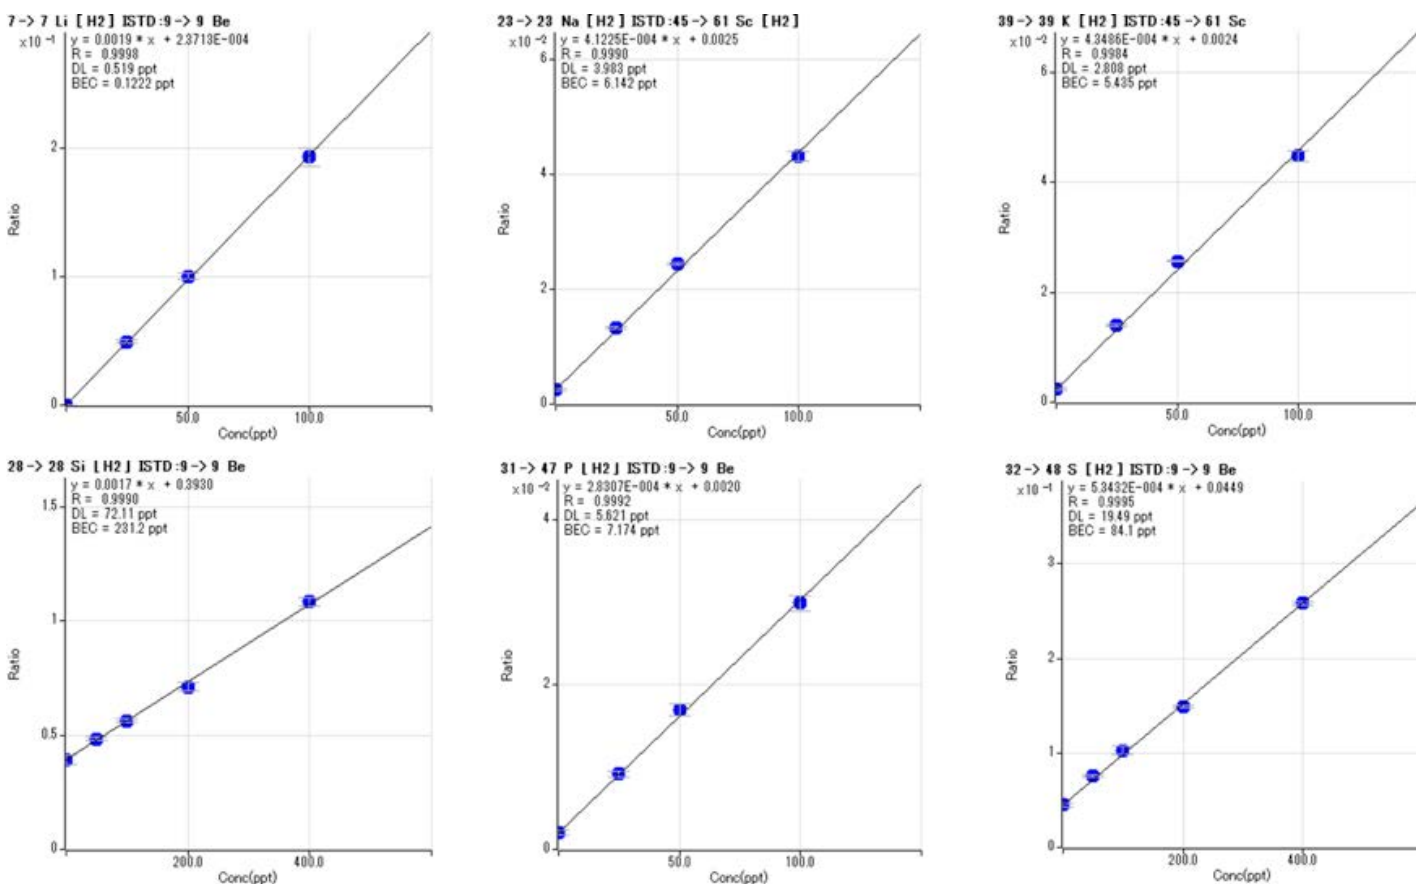 7 -> 7 Li [ H2 ] ISTD :9 -> 9 Be
x10 -1
y = 0.0019 * x + 2.3713E-004
R = 0.9998
DL = 0.519 ppt
BEC = 0.1222 ppt
2
1
0
Ratio
50.0
100.0
Conc(ppt)
23 -> 23 Na [ H2 ] ISTD :45 -> 61 Sc [ H2 ]
x10 -2
y = 4.1225E-004 * x + 0.0025
R = 0.9990
DL = 3.983 ppt
BEC = 6.142 ppt
6
4
2
0
Ratio
50.0
100.0
Conc(ppt)
39 -> 39 K [ H2 ] ISTD :45 -> 61 Sc
x10 -2
y = 4.3486E-004 * x + 0.0024
R = 0.9984
DL = 2.808 ppt
BEC = 5.435 ppt
6
4
2
0
Ratio
50.0
100.0
Conc(ppt)
28 -> 28 Si [ H2 ] ISTD :9 -> 9 Be
y = 0.0017 * x + 0.3930
R = 0.9990
DL = 72.11 ppt
BEC = 231.2 ppt
1.5
1
0.5
0
Ratio
200.0
400.0
Conc(ppt)
31 -> 47 P [ H2 ] ISTD :9 -> 9 Be
x10 -2
y = 2.8307E-004 * x + 0.0020
R = 0.9992
DL = 5.621 ppt
BEC = 7.174 ppt
4
2
0
Ratio
50.0
100.0
Conc(ppt)
32 -> 48 S [ H2 ] ISTD :9 -> 9 Be
x10 -1
y = 5.3432E-004 * x + 0.0449
R = 0.9995
DL = 19.49 ppt
BEC = 84.1 ppt
3
2
1
0
Ratio
200.0
400.0
Conc(ppt)